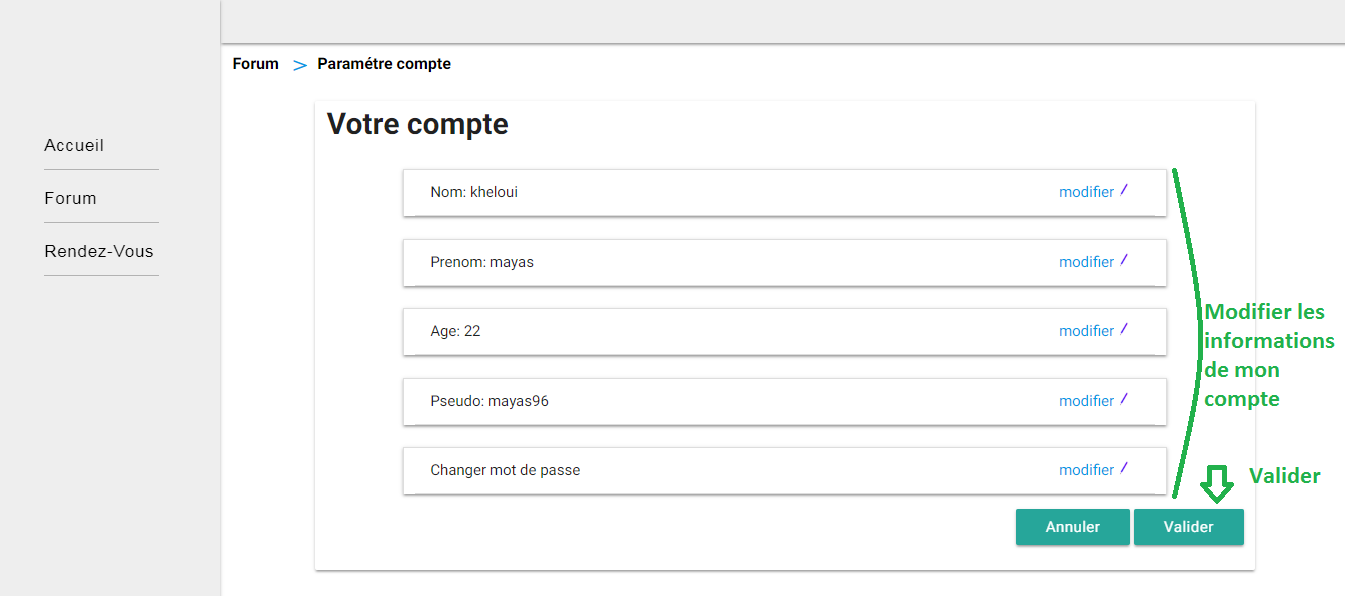 Forum > Paramétre compte
Accueil
Forum
Rendez-Vous
Votre compte
Nom: kheloui modifier
Prenom: mayas modifier
Age: 22 modifier
Pseudo: mayas96 modifier
Changer mot de passe modifier
Modifier les
informations
de mon
compte
Valider
Annuler Valider